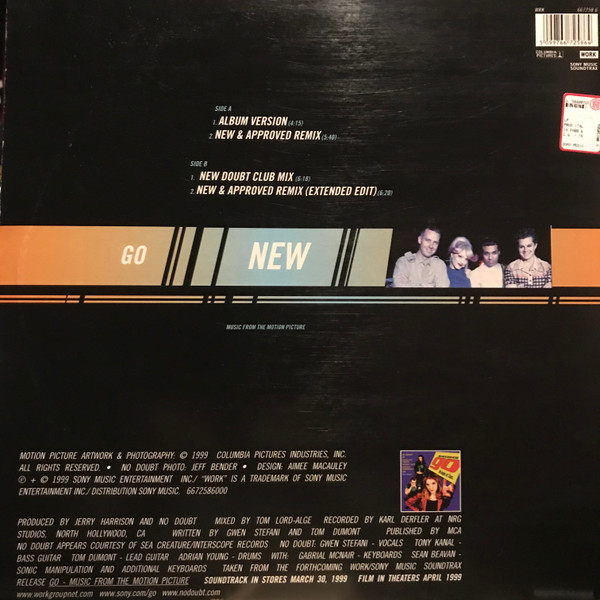 WRK 667258 6
5099766725864
COLUMBIA PICTURES WORK
SONY MUSIC
SOUNDTRAX
SIDE A
1. ALBUM VERSION (4:15)
2. NEW & APPROVED REMIX (5:40)
SIDE B
1. NEW DOUBT CLUB MIX (6:18)
2. NEW & APPROVED REMIX (EXTENDED EDIT) (6:20)
GO NEW
MUSIC FROM THE MOTION PICTURE
MOTION PICTURE ARTWORK & PHOTOGRAPHY: © 1999 COLUMBIA PICTURES INDUSTRIES, INC.
ALL RIGHTS RESERVED. • NO DOUBT PHOTO: JEFF BENDER • DESIGN: AIMEE MACAULEY
℗ + © 1999 SONY MUSIC ENTERTAINMENT INC./ "WORK" IS A TRADEMARK OF SONY MUSIC
ENTERTAINMENT INC./ DISTRIBUTION SONY MUSIC. 6672586000
GO
PRODUCED BY JERRY HARRISON AND NO DOUBT MIXED BY TOM LORD-ALGE RECORDED BY KARL DERFLER AT NRG
STUDIOS, NORTH HOLLYWOOD, CA WRITTEN BY GWEN STEFANI AND TOM DUMONT PUBLISHED BY MCA
NO DOUBT APPEARS COURTESY OF SEA CREATURE/INTERSCOPE RECORDS NO DOUBT: GWEN STEFANI - VOCALS TONY KANAL -
BASS GUITAR TOM DUMONT - LEAD GUITAR ADRIAN YOUNG - DRUMS WITH: GABRIAL MCNAIR - KEYBOARDS SEAN BEAVAN -
SONIC MANIPULATION AND ADDITIONAL KEYBOARDS TAKEN FROM THE FORTHCOMING WORK/SONY MUSIC SOUNDTRAX
RELEASE GO - MUSIC FROM THE MOTION PICTURE SOUNDTRACK IN STORES MARCH 30, 1999 FILM IN THEATERS APRIL 1999
www.workgroupnet.com www.sony.com/go www.nodoubt.com